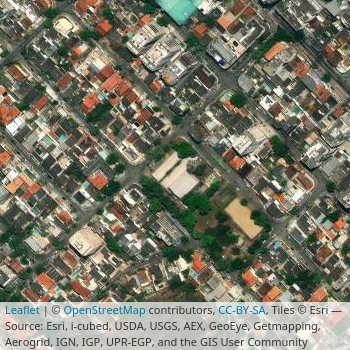 Leaflet | © OpenStreetMap contributors, CC-BY-SA, Tiles © Esri —
Source: Esri, i-cubed, USDA, USGS, AEX, GeoEye, Getmapping,
Aerogrid, IGN, IGP, UPR-EGP, and the GIS User Community